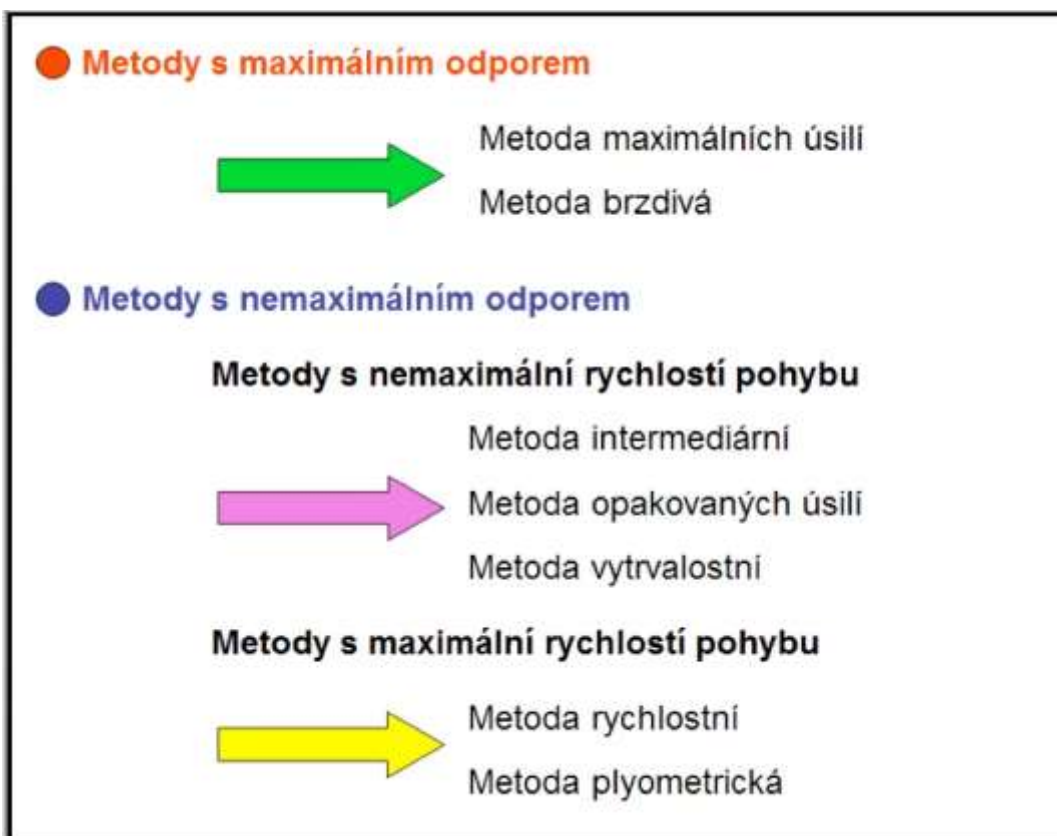 Metody s maximálním odporem
Metoda maximálních úsilí
Metoda brzdivá
Metody s nemaximálním odporem
Metody s nemaximální rychlostí pohybu
Metoda intermediární
Metoda opakovaných úsilí
Metoda vytrvalostní
Metody s maximální rychlostí pohybu
Metoda rychlostní
Metoda plyometrická